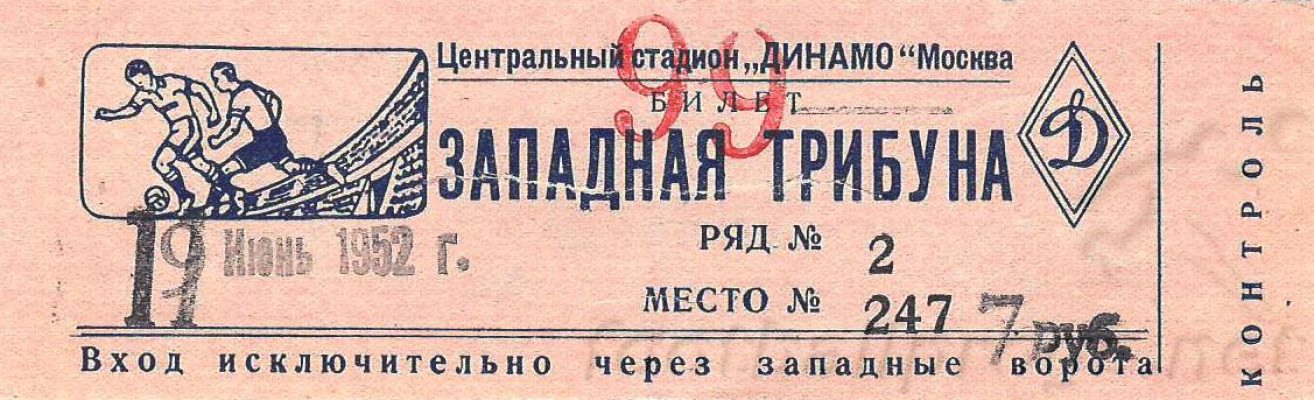 Центральный стадион „ДИНАМО“ Москва
99
БИЛЕТ
ЗАПАДНАЯ ТРИБУНА
Д
Июнь 1952 г.
РЯД № 2
МЕСТО № 247
7 руб.
Вход исключительно через западные ворота
КОНТРОЛЬ